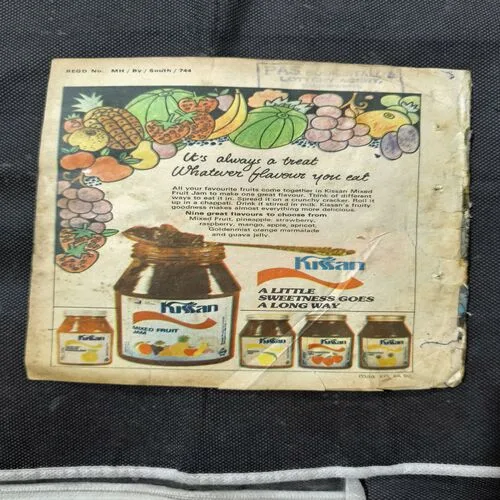 REGD No. MH / By / South / 744
LOTTERY AGENT
It's always a treat
Whatever flavour you eat
All your favourite fruits come together in Kissan Mixed
Fruit Jam to make one great flavour. Think of different
ways to eat it in. Spread it on a crunchy cracker. Roll it
up in a chappati. Drink it stirred in milk. Kissan's fruity
goodness makes almost everything more delicious.
Nine great flavours to choose from
Mixed Fruit, pineapple, strawberry,
raspberry, mango, apple, apricot,
Goldenmist orange marmalade
and guava jelly.
Kissan
A LITTLE
SWEETNESS GOES
A LONG WAY
Kissan
MIXED FRUIT
JAM
Kissan
Kissan
Kissan
Kissan